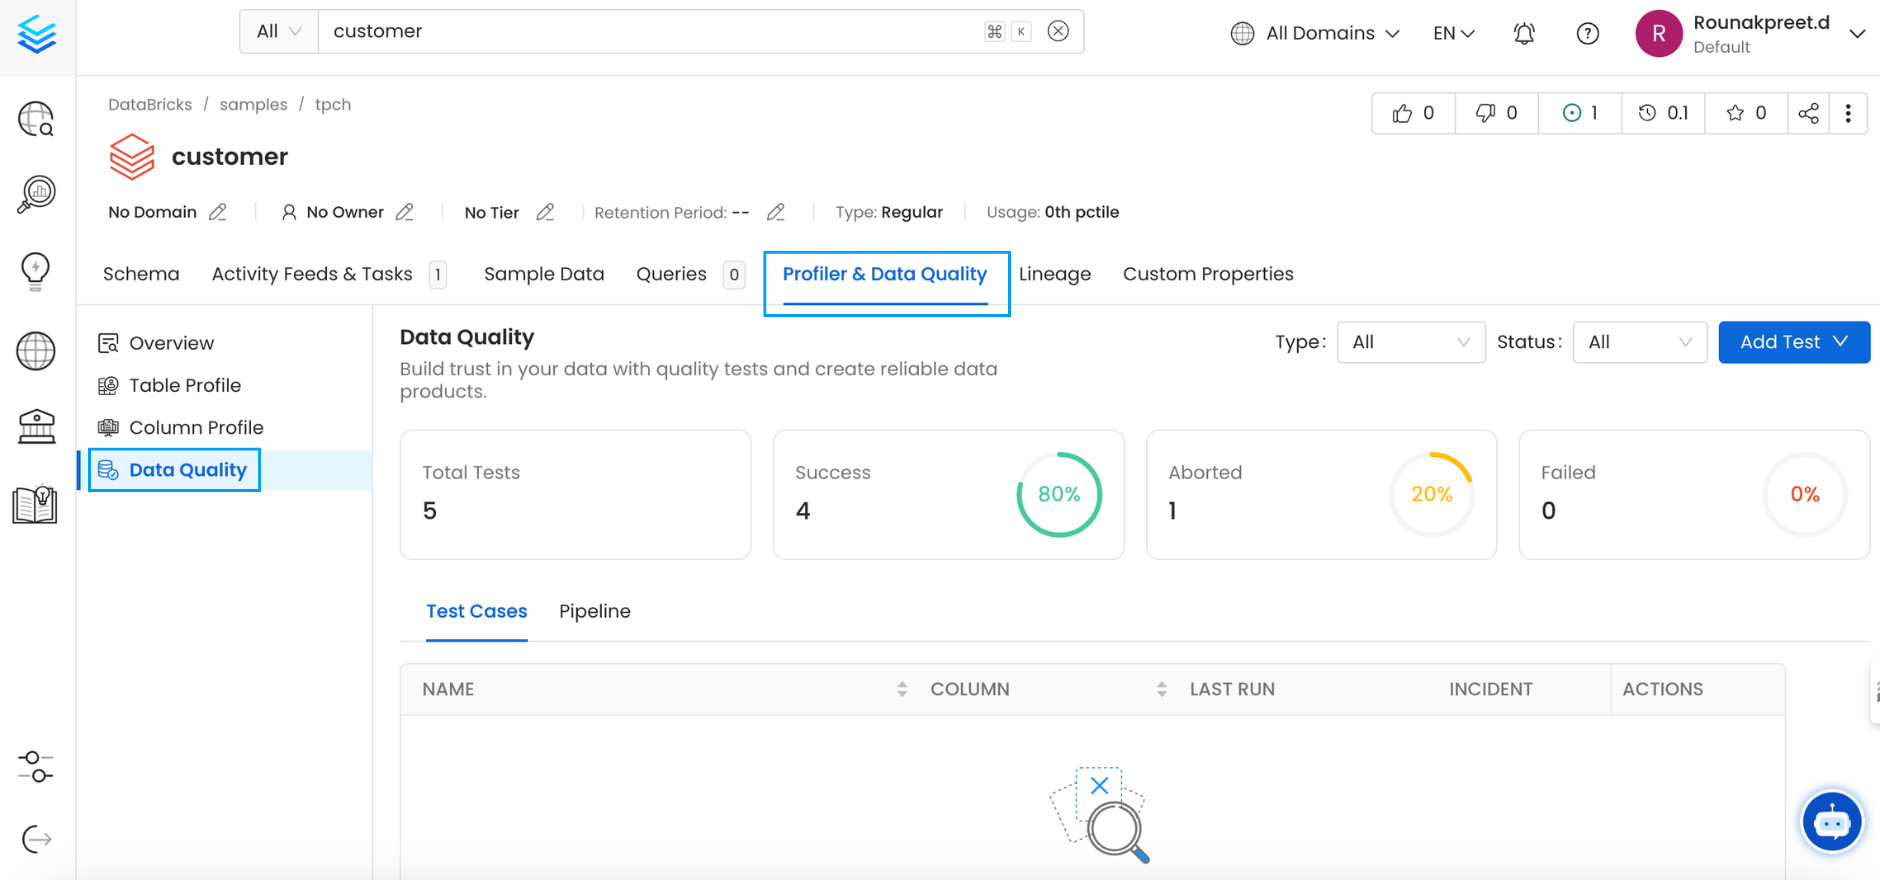 All customer ⌘ K All Domains EN R Rounakpreet.d
Default
DataBricks / samples / tpch
0 0 1 0.1 0
customer
No Domain No Owner No Tier Retention Period: -- Type: Regular Usage: 0th pctile
Schema Activity Feeds & Tasks 1 Sample Data Queries 0 Profiler & Data Quality Lineage Custom Properties
Overview
Table Profile
Column Profile
Data Quality
Data Quality
Type: All Status: All Add Test
Build trust in your data with quality tests and create reliable data
products.
Total Tests
5
Success
4
80%
Aborted
1
20%
Failed
0
0%
Test Cases Pipeline
NAME COLUMN LAST RUN INCIDENT ACTIONS